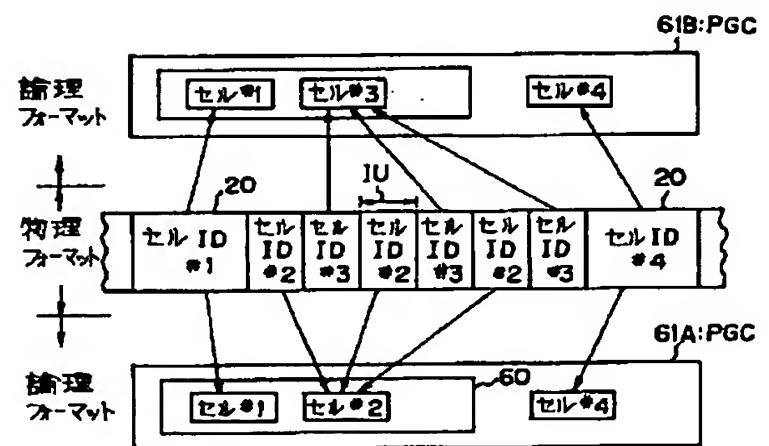 61B:PGC
論理
フォーマット
セル#1
セル#3
セル#4
20
IU
20
物理
フォーマット
セル ID
#1
セル
ID
#2
セル
ID
#3
セル
ID
#2
セル
ID
#3
セル
ID
#2
セル
ID
#3
セル ID
#4
61A:PGC
60
論理
フォーマット
セル#1
セル#2
セル#4